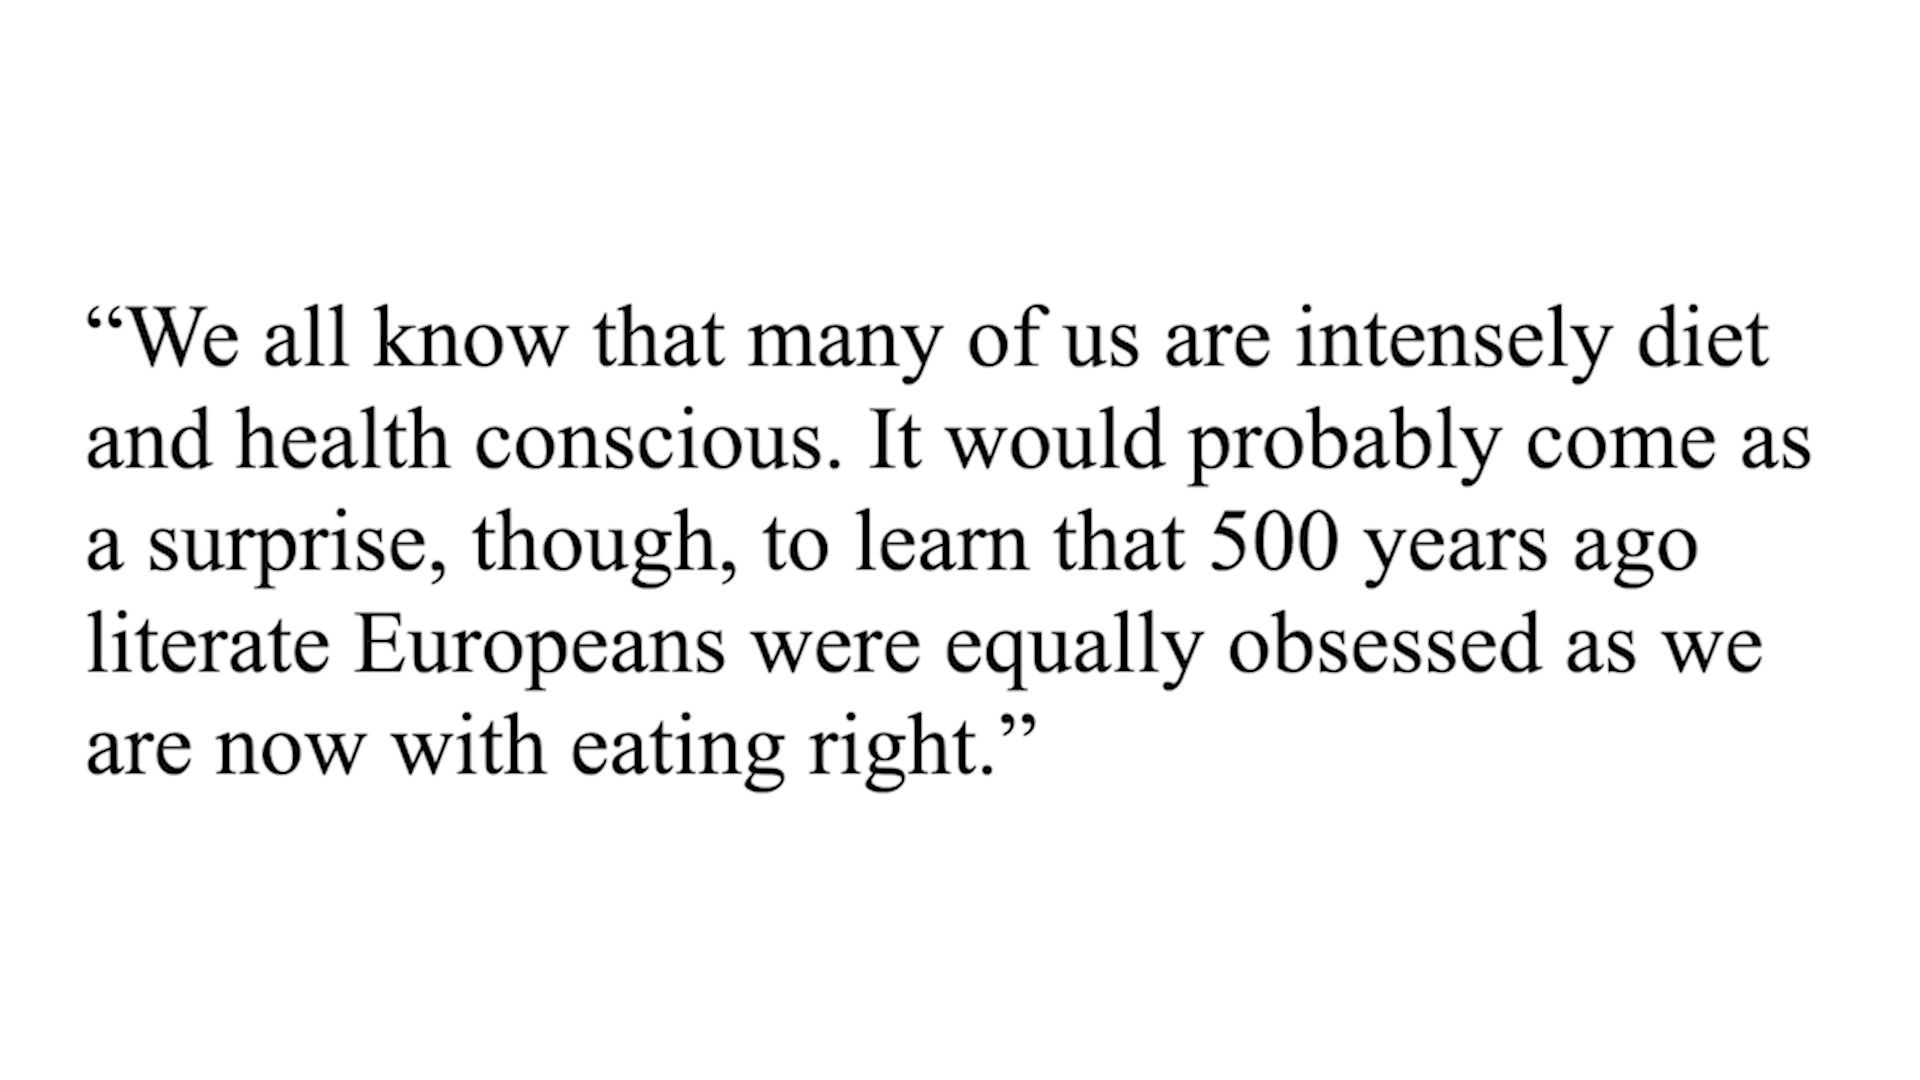 “We all know that many of us are intensely diet
and health conscious. It would probably come as
a surprise, though, to learn that 500 years ago
literate Europeans were equally obsessed as we
are now with eating right.”